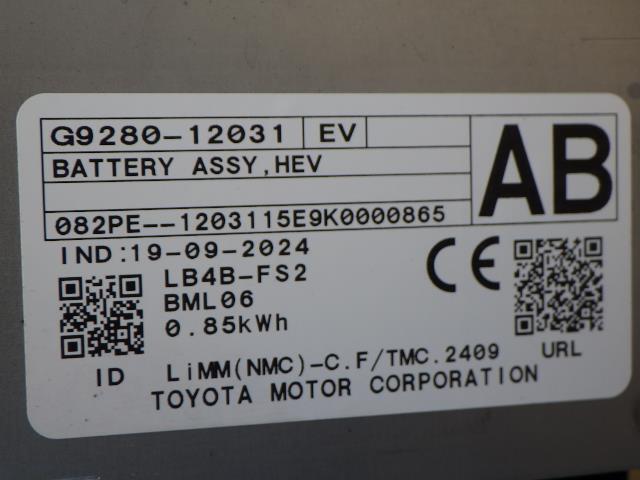 G9280-12031 EV
BATTERY ASSY,HEV
AB
082PE--1203115E9K0000865
IND:19-09-2024
CE
LB4B-FS2
BML06
0.85kWh
ID
URL
LiMM(NMC)-C.F/TMC.2409
TOYOTA MOTOR CORPORATION